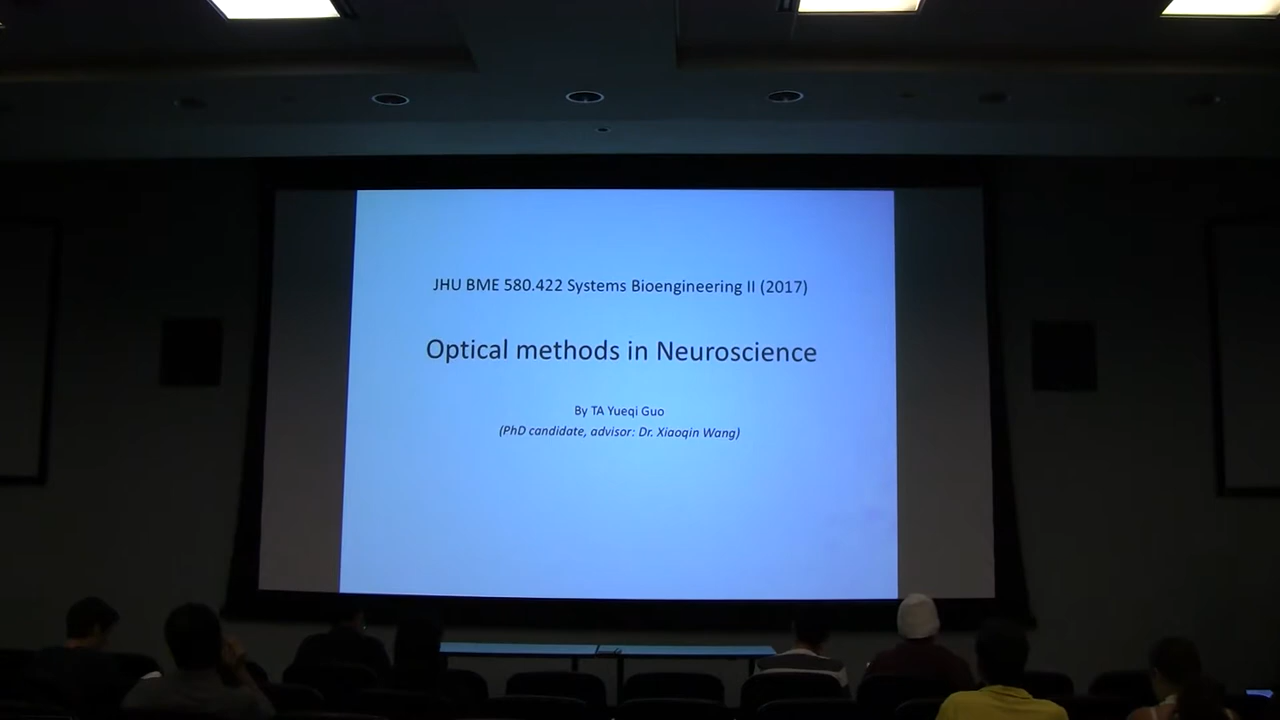 JHU BME 580.422 Systems Bioengineering II (2017)
Optical methods in Neuroscience
By TA Yueqi Guo
(PhD candidate, advisor: Dr. Xiaoqin Wang)